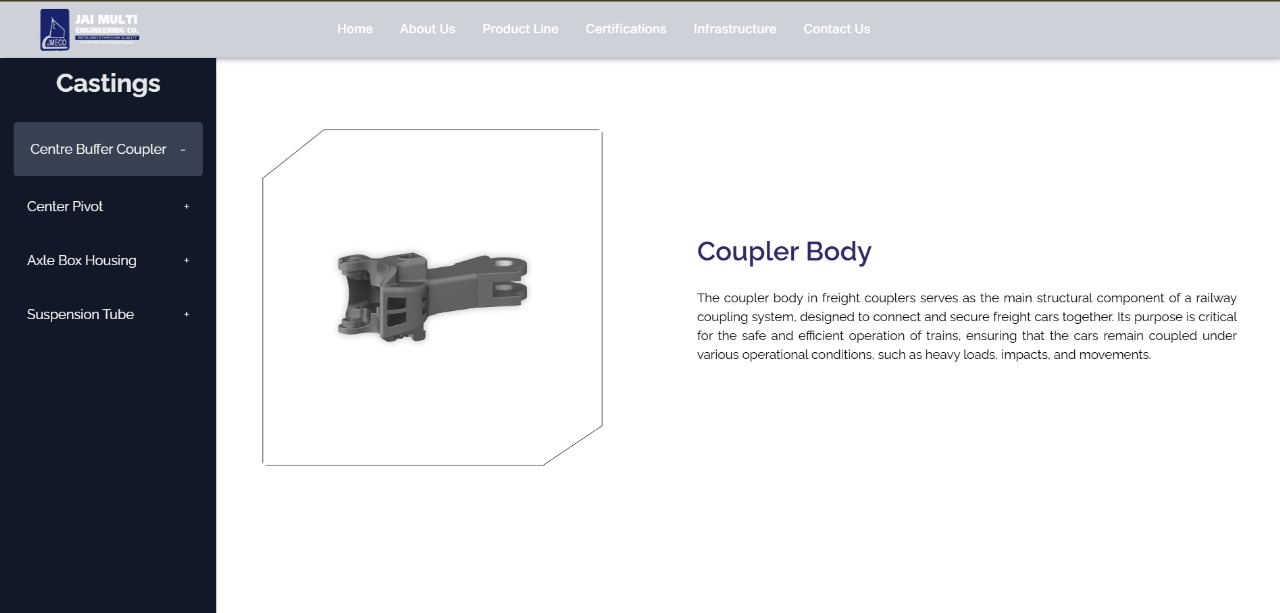 JAI MULTI
ENGINEERING CO.
EXCELLENCE THROUGH QUALITY
JMECO
Home About Us Product Line Certifications Infrastructure Contact Us
Castings
Centre Buffer Coupler -
Center Pivot +
Axle Box Housing +
Suspension Tube +
Coupler Body
The coupler body in freight couplers serves as the main structural component of a railway
coupling system, designed to connect and secure freight cars together. Its purpose is critical
for the safe and efficient operation of trains, ensuring that the cars remain coupled under
various operational conditions, such as heavy loads, impacts, and movements.